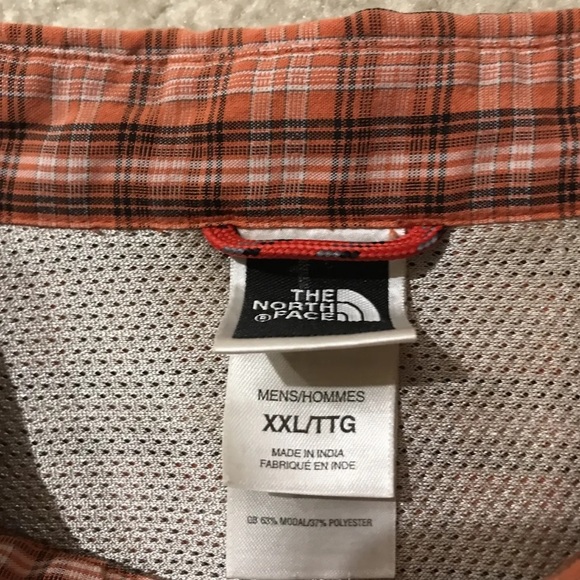 THE
NORTH
® FACE
MENS/HOMMES
XXL/TTG
MADE IN INDIA
FABRIQUÉ EN INDE
GB 63% MODAL/37% POLYESTER